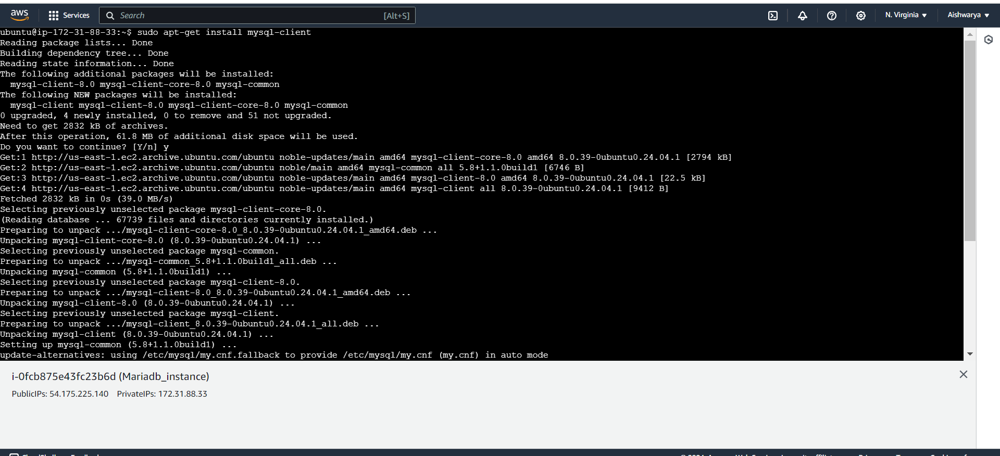 aws
Services
Search
[Alt+S]
N. Virginia
Aishwarya
ubuntu@ip-172-31-88-33:~$ sudo apt-get install mysql-client
Reading package lists... Done
Building dependency tree... Done
Reading state information... Done
The following additional packages will be installed:
mysql-client-8.0 mysql-client-core-8.0 mysql-common
The following NEW packages will be installed:
mysql-client mysql-client-8.0 mysql-client-core-8.0 mysql-common
0 upgraded, 4 newly installed, 0 to remove and 51 not upgraded.
Need to get 2832 kB of archives.
After this operation, 61.8 MB of additional disk space will be used.
Do you want to continue? [Y/n] y
Get:1 http://us-east-1.ec2.archive.ubuntu.com/ubuntu noble-updates/main amd64 mysql-client-core-8.0 amd64 8.0.39-0ubuntu0.24.04.1 [2794 kB]
Get:2 http://us-east-1.ec2.archive.ubuntu.com/ubuntu noble/main amd64 mysql-common all 5.8+1.1.0build1 [6746 B]
Get:3 http://us-east-1.ec2.archive.ubuntu.com/ubuntu noble-updates/main amd64 mysql-client-8.0 amd64 8.0.39-0ubuntu0.24.04.1 [22.5 kB]
Get:4 http://us-east-1.ec2.archive.ubuntu.com/ubuntu noble-updates/main amd64 mysql-client all 8.0.39-0ubuntu0.24.04.1 [9412 B]
Fetched 2832 kB in 0s (39.0 MB/s)
Selecting previously unselected package mysql-client-core-8.0.
(Reading database ... 67739 files and directories currently installed.)
Preparing to unpack .../mysql-client-core-8.0_8.0.39-0ubuntu0.24.04.1_amd64.deb ...
Unpacking mysql-client-core-8.0 (8.0.39-0ubuntu0.24.04.1) ...
Selecting previously unselected package mysql-common.
Preparing to unpack .../mysql-common_5.8+1.1.0build1_all.deb ...
Unpacking mysql-common (5.8+1.1.0build1) ...
Selecting previously unselected package mysql-client-8.0.
Preparing to unpack .../mysql-client-8.0_8.0.39-0ubuntu0.24.04.1_amd64.deb ...
Unpacking mysql-client-8.0 (8.0.39-0ubuntu0.24.04.1) ...
Selecting previously unselected package mysql-client.
Preparing to unpack .../mysql-client_8.0.39-0ubuntu0.24.04.1_all.deb ...
Unpacking mysql-client (8.0.39-0ubuntu0.24.04.1) ...
Setting up mysql-common (5.8+1.1.0build1) ...
update-alternatives: using /etc/mysql/my.cnf.fallback to provide /etc/mysql/my.cnf (my.cnf) in auto mode
i-0fcb875e43fc23b6d (Mariadb_instance)
PublicIPs: 54.175.225.140 PrivateIPs: 172.31.88.33